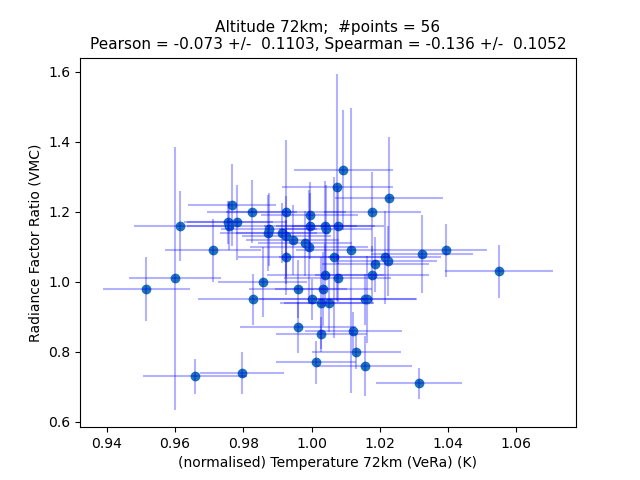 Altitude 72km;  #points = 56
Pearson = -0.073 +/-  0.1103, Spearman = -0.136 +/-  0.1052
1.6
1.4
1.2
1.0
0.8
0.6
Radiance Factor Ratio (VMC)
0.94 0.96 0.98 1.00 1.02 1.04 1.06
(normalised) Temperature 72km (VeRa) (K)